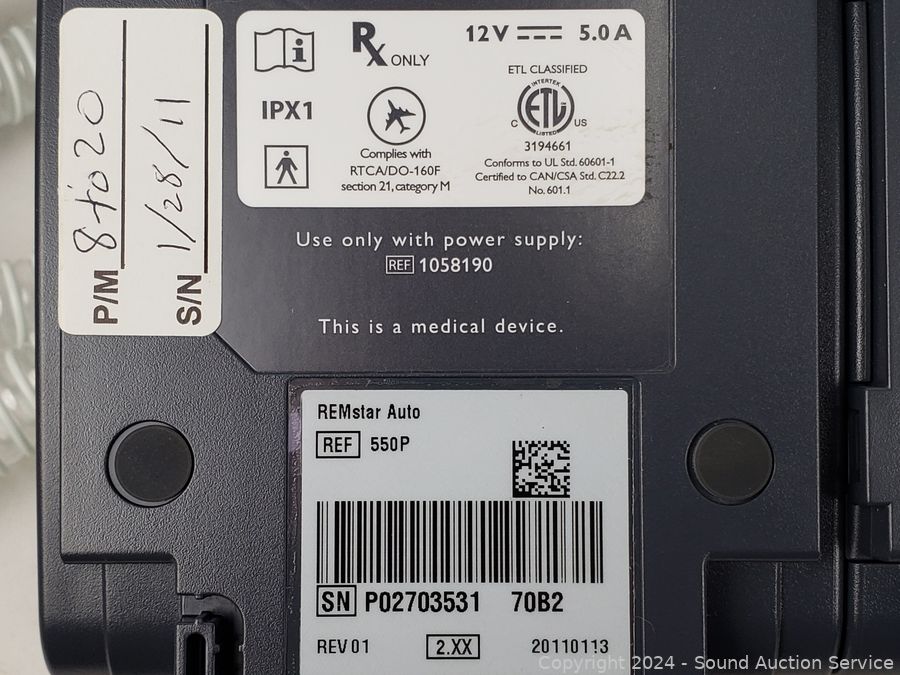 P/M 8to20
S/N 1/28/11
Rx ONLY
12V 5.0 A
IPX1
ETL CLASSIFIED
INTERTEK
ETL
C US
LISTED
3194661
Complies with
RTCA/DO-160F
section 21, category M
Conforms to UL Std. 60601-1
Certified to CAN/CSA Std. C22.2
No. 601.1
Use only with power supply:
REF 1058190
This is a medical device.
REMstar Auto
REF 550P
SN P02703531 70B2
REV 01 2.XX 20110113
Copyright 2024 - Sound Auction Service